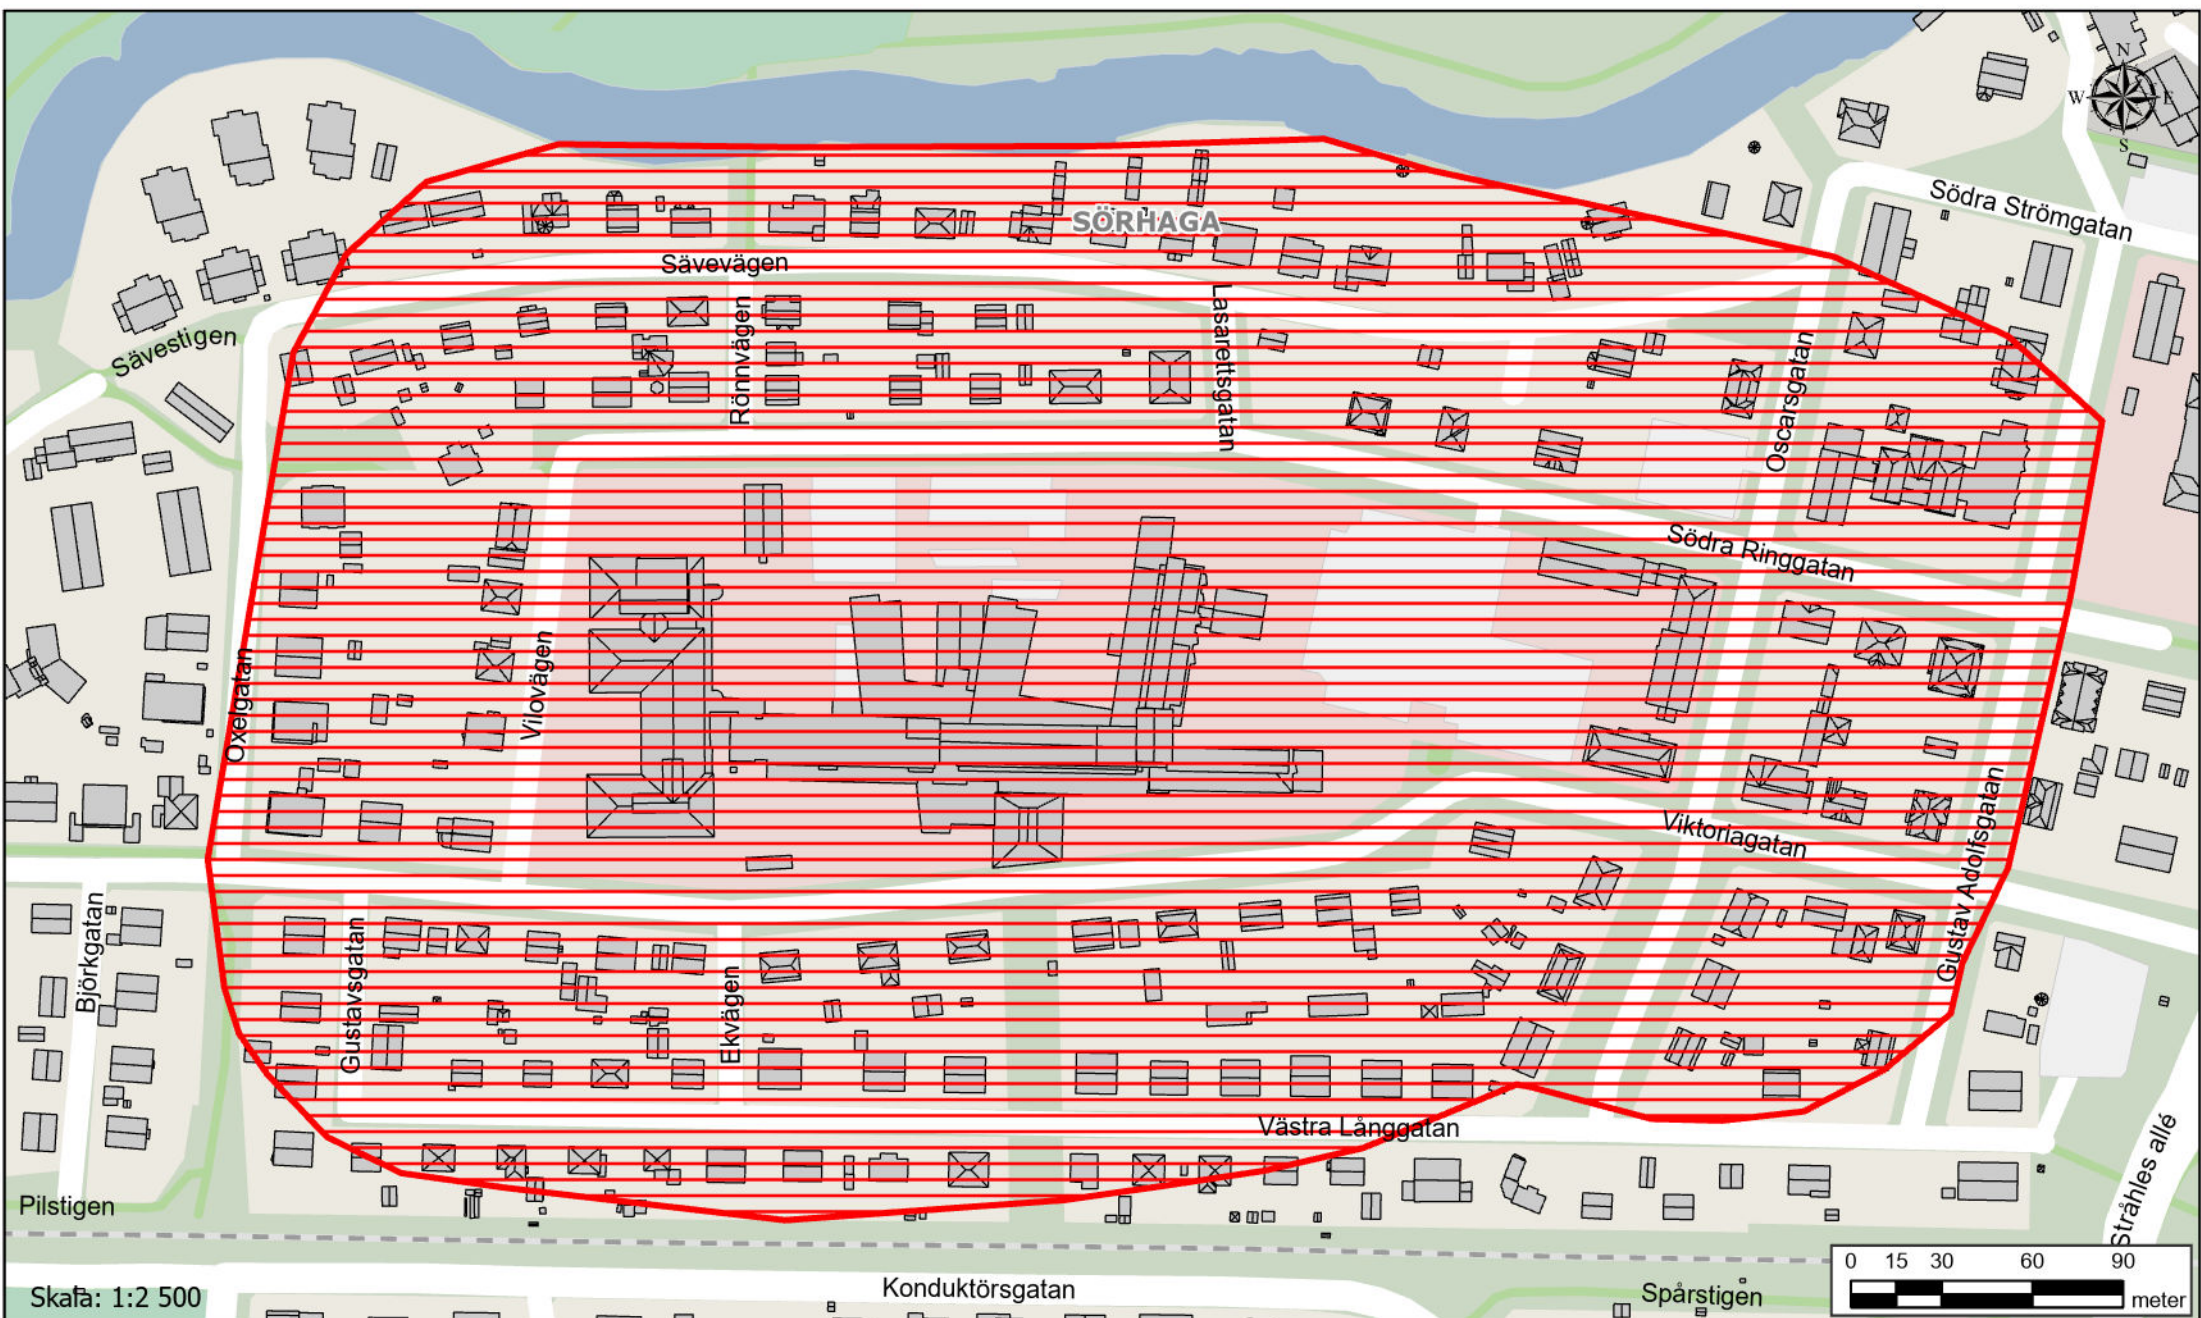 N
W E
S
Södra Strömgatan
SÖRHAGA
Sävevägen
Rönnvägen
Lasarettsgatan
Sävestigen
Oscarsgatan
Södra Ringgatan
Oxelgatan
Vilovägen
Viktoriagatan
Gustav Adolfsgatan
Björkgatan
Gustavsgatan
Ekvägen
Västra Långgatan
Stråhles allé
Pilstigen
Konduktörsgatan
Spårstigen
Skala: 1:2 500
0 15 30 60 90
meter